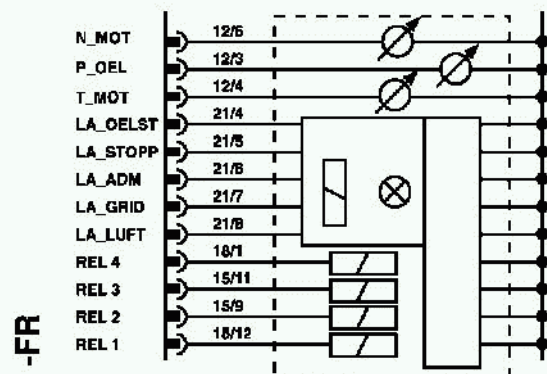 N_MOT 12/6
P_OEL 12/3
T_MOT 12/4
LA_OELST 21/4
LA_STOPP 21/5
LA_ADM 21/6
LA_GRID 21/7
LA_LUFT 21/8
REL 4 18/1
REL 3 15/11
REL 2 15/9
REL 1 18/12
-FR